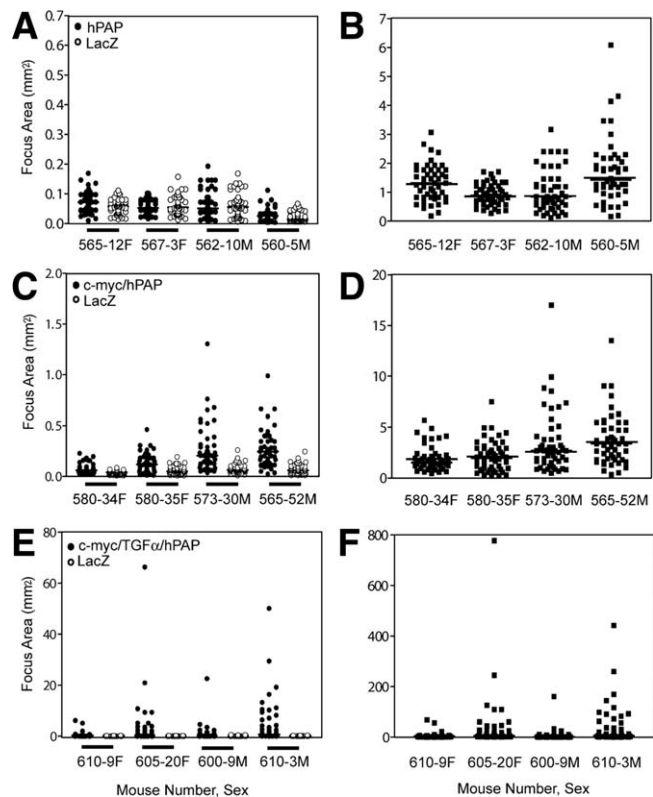 A
● hPAP
○ LacZ
Focus Area (mm²)
0.7
0.6
0.5
0.4
0.3
0.2
0.1
0.0
565-12F 567-3F 562-10M 560-5M
B
7
6
5
4
3
2
1
0
565-12F 567-3F 562-10M 560-5M
C
● c-myc/hPAP
○ LacZ
Focus Area (mm²)
2.0
1.5
1.0
0.5
0.0
580-34F 580-35F 573-30M 565-52M
D
20
15
10
5
0
580-34F 580-35F 573-30M 565-52M
E
● c-myc/TGFα/hPAP
○ LacZ
Focus Area (mm²)
80
60
40
20
0
610-9F 605-20F 600-9M 610-3M
Mouse Number, Sex
F
800
600
400
200
0
610-9F 605-20F 600-9M 610-3M
Mouse Number, Sex